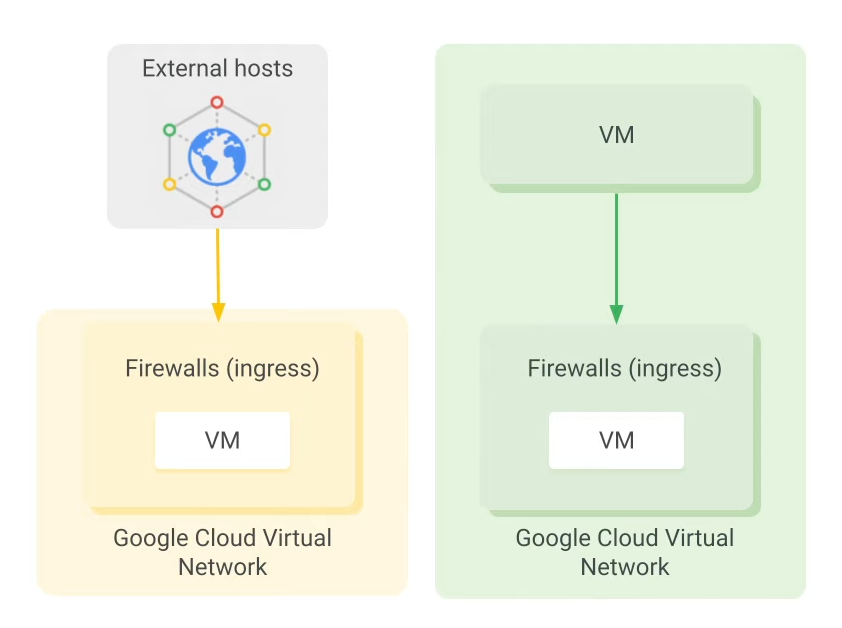 External hosts
Firewalls (ingress)
VM
Google Cloud Virtual
Network
VM
Firewalls (ingress)
VM
Google Cloud Virtual
Network